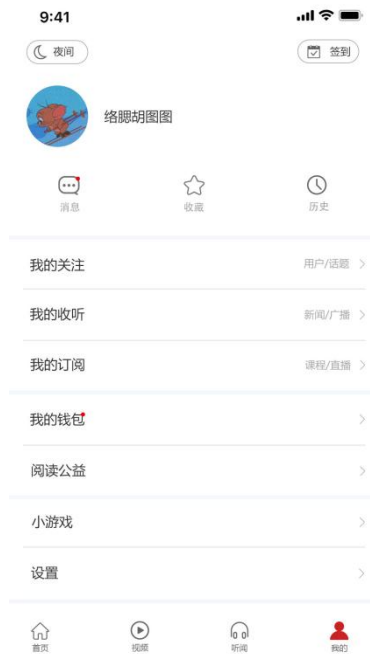 9:41
夜间
签到
络腮胡图图
消息
收藏
历史
我的关注
用户/话题
我的收听
新闻/广播
我的订阅
课程/直播
我的钱包
阅读公益
小游戏
设置
首页
视频
听闻
我的